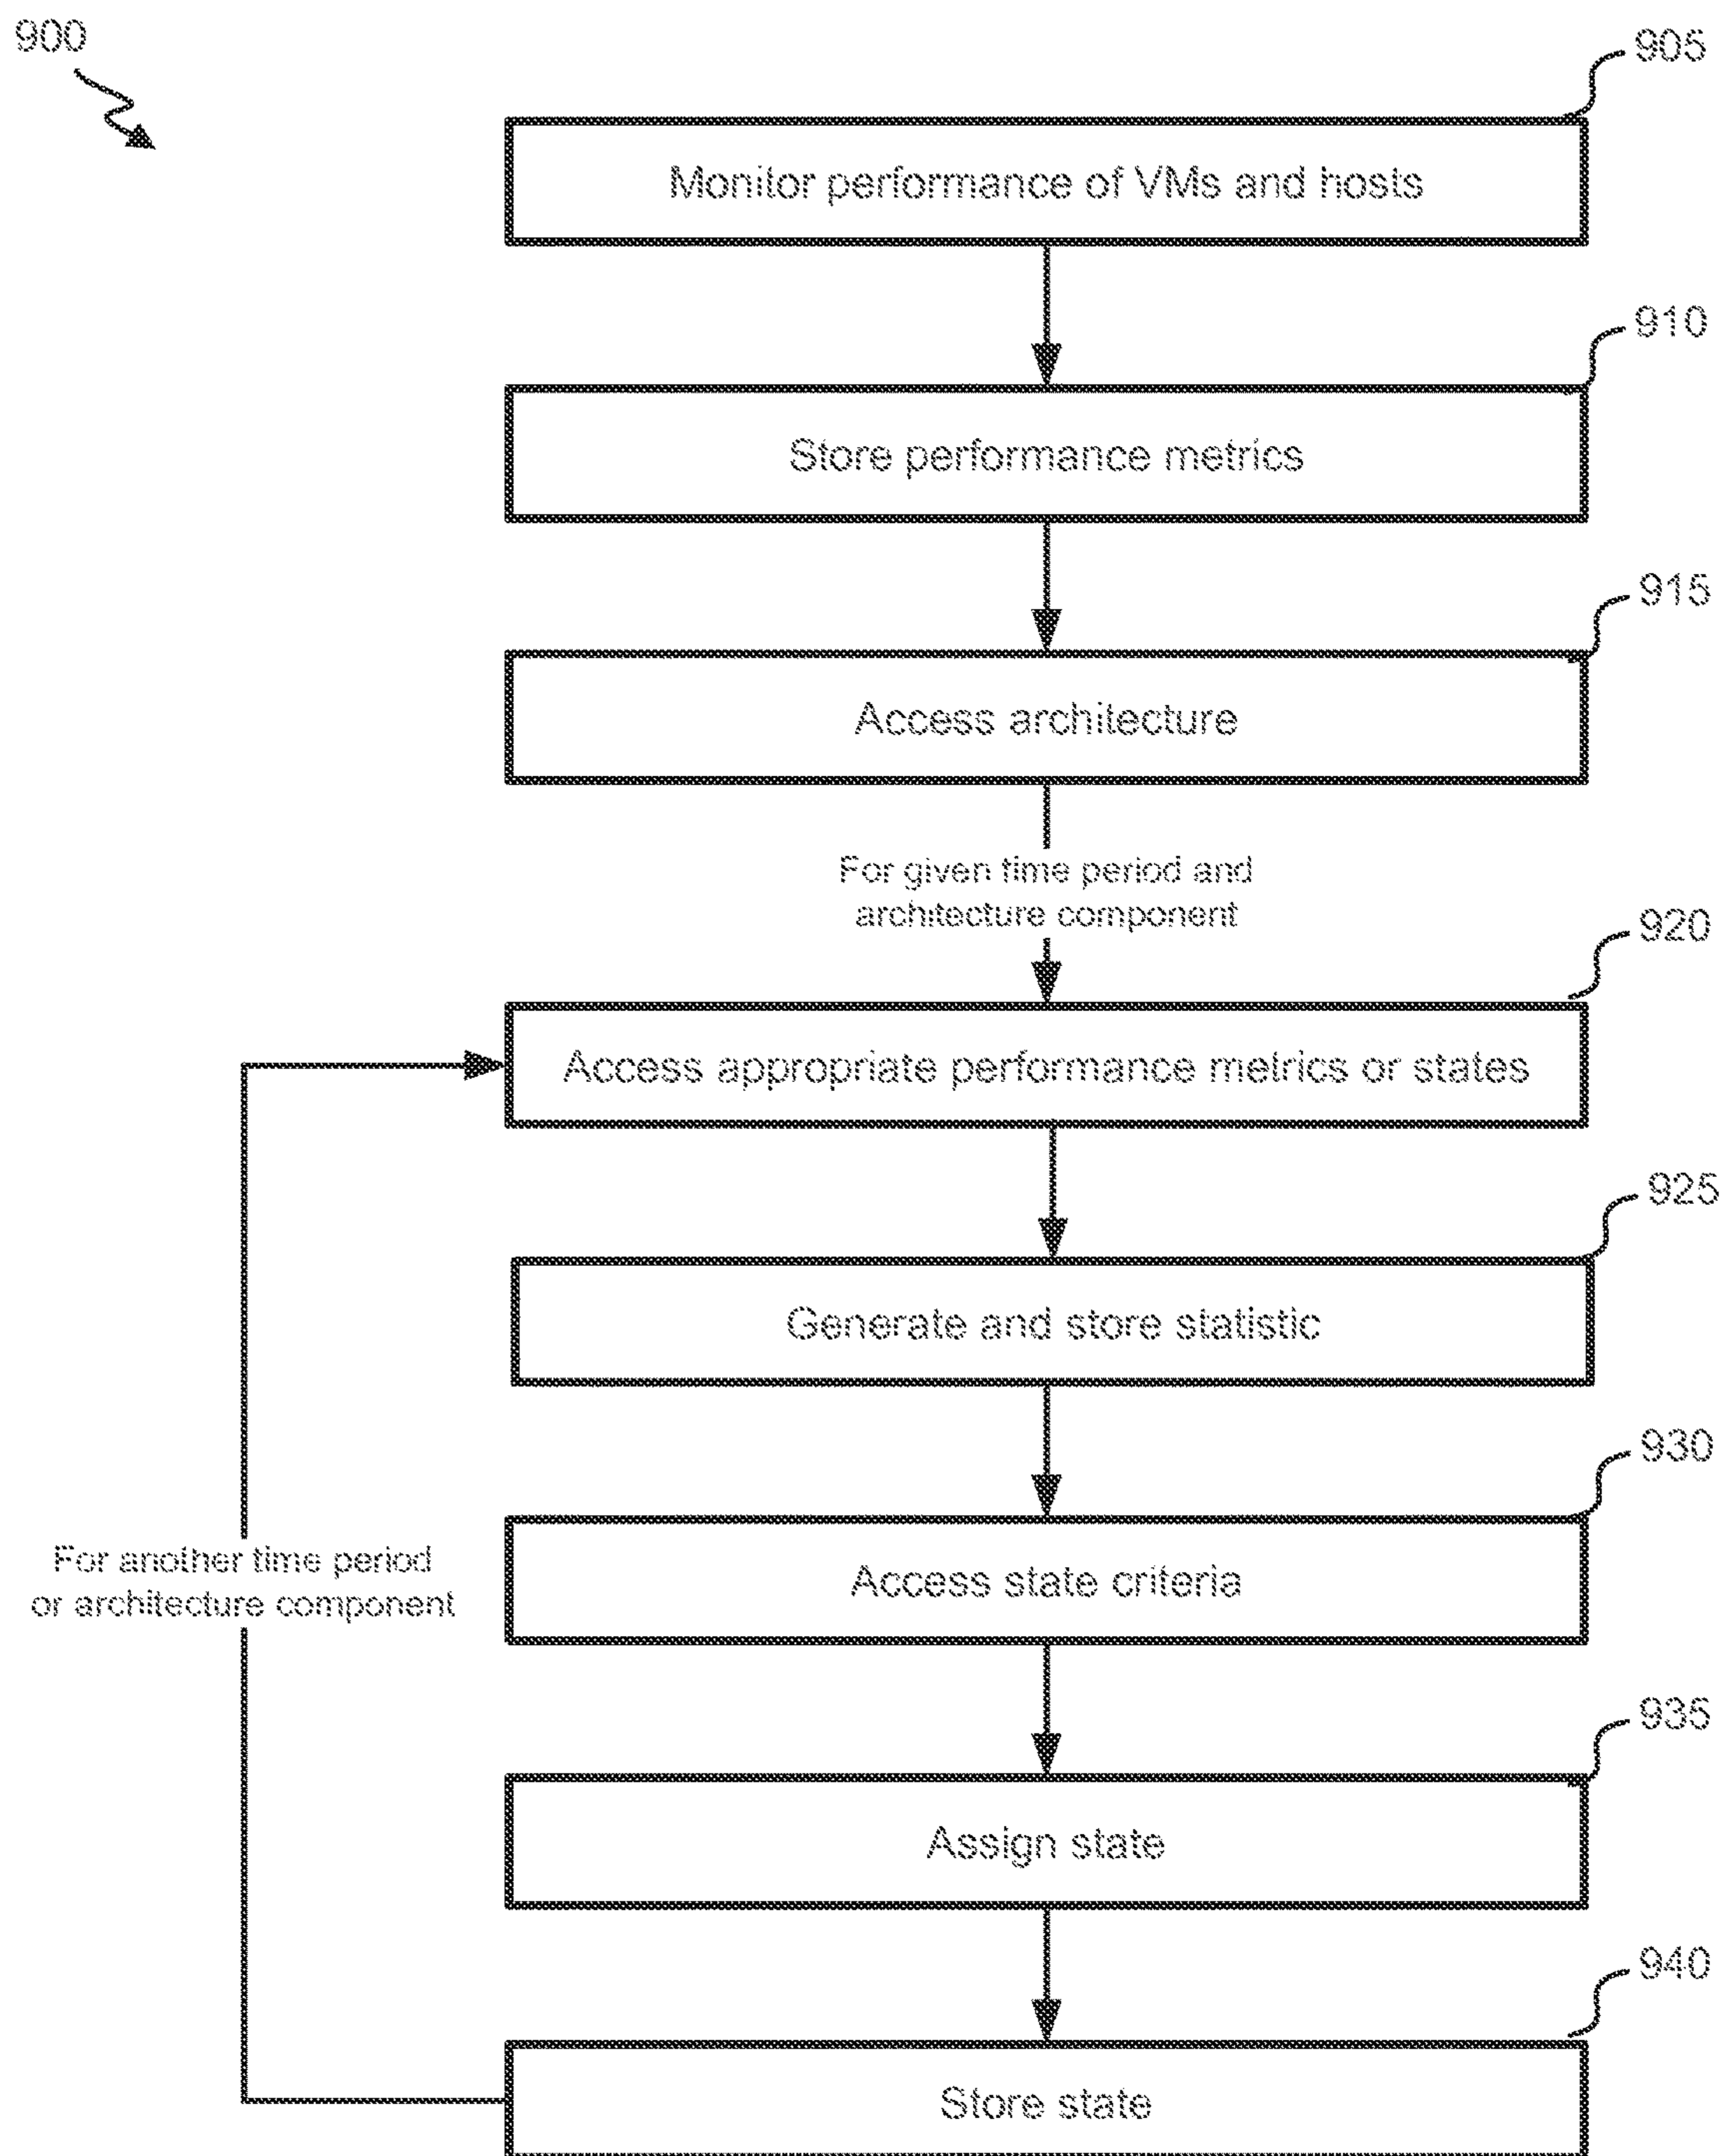 900
905
Monitor performance of VMs and hosts
910
Store performance metrics
915
Access architecture
For given time period and
architecture component
920
Access appropriate performance metrics or states
925
Generate and store statistic
930
Access state criteria
For another time period
or architecture component
935
Assign state
940
Store state